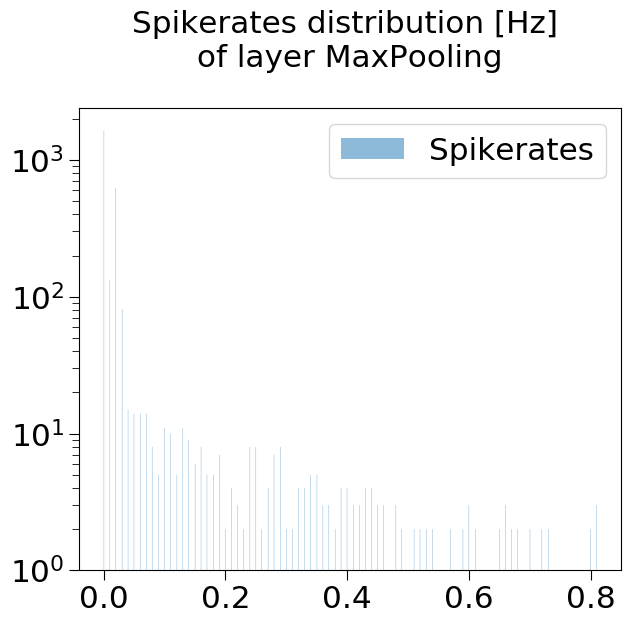 Spikerates distribution [Hz]
of layer MaxPooling
Spikerates
10³
10²
10¹
10⁰
0.0 0.2 0.4 0.6 0.8